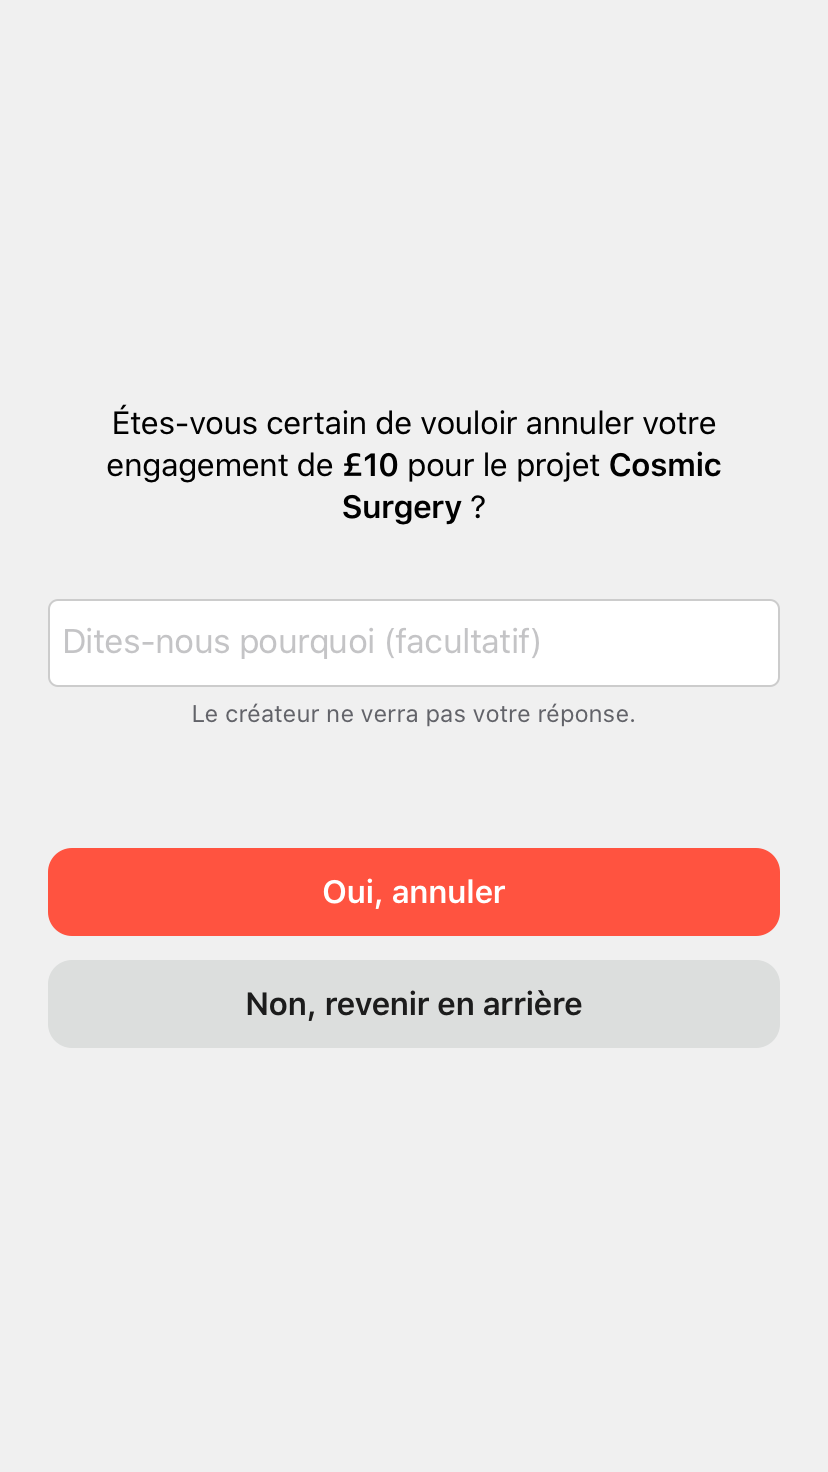 Étes-vous certain de vouloir annuler votre
engagement de £10 pour le projet Cosmic
Surgery ?
Dites-nous pourquoi (facultatif)
Le créateur ne verra pas votre réponse.
Oui, annuler
Non, revenir en arrière